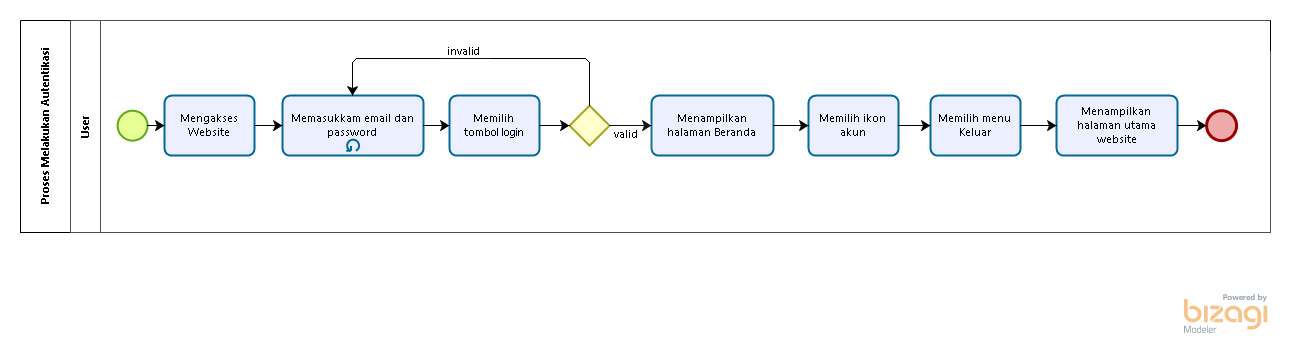 Proses Melakukan Autentikasi
User
Mengakses
Website
Memasukkam email dan
password
Memilih
tombol login
invalid
valid
Menampilkan
halaman Beranda
Memilih ikon
akun
Memilih menu
Keluar
Menampilkan
halaman utama
website
Powered by
bizagi
Modeler